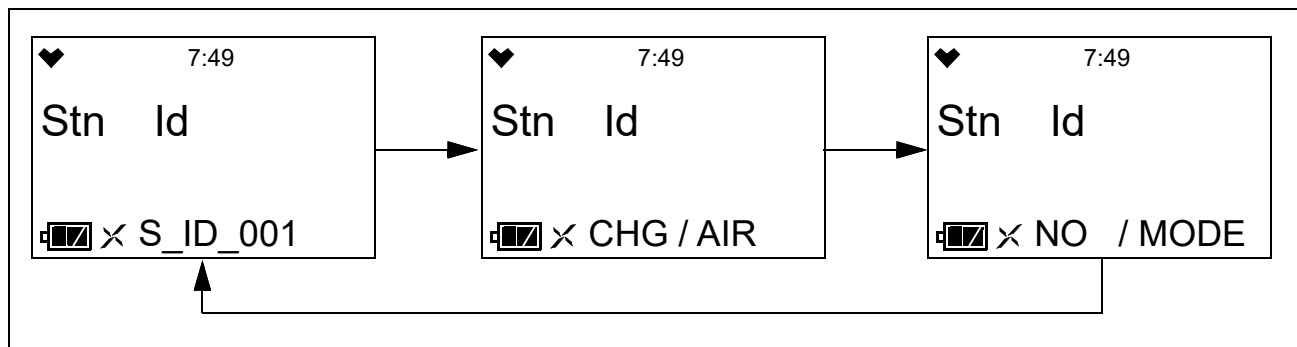 7:49
Stn Id
S_ID_001
7:49
Stn Id
CHG / AIR
7:49
Stn Id
NO / MODE